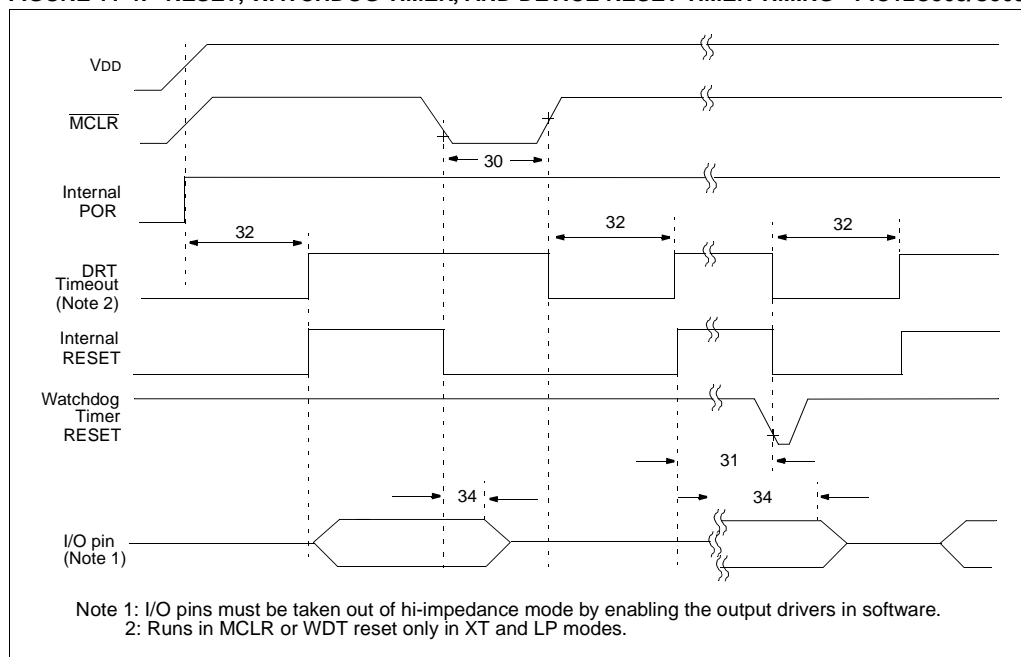 VDD
MCLR
30
Internal
POR
32
32
32
DRT
Timeout
(Note 2)
Internal
RESET
Watchdog
Timer
RESET
31
34
34
I/O pin
(Note 1)
Note 1: I/O pins must be taken out of hi-impedance mode by enabling the output drivers in software.
2: Runs in MCLR or WDT reset only in XT and LP modes.